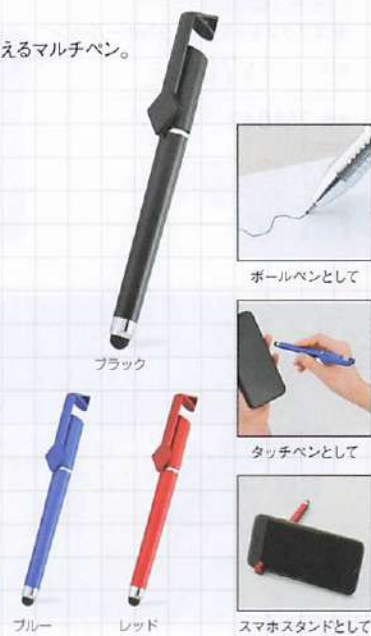 えるマルチペン。
ブラック
ボールペンとして
タッチペンとして
ブルー
レッド
スマホスタンドとして